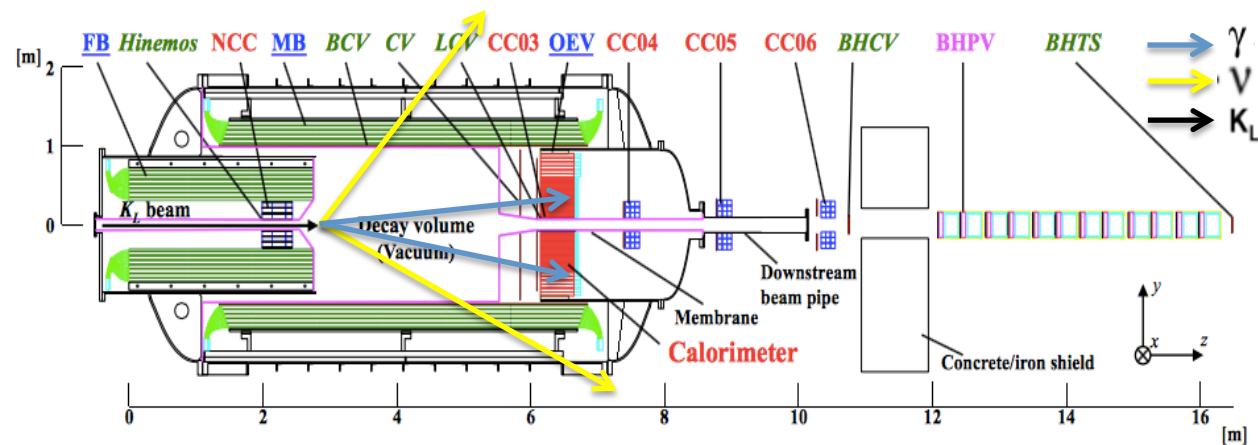 FB Hinemos NCC MB BCV CV LCV CC03 OEV CC04 CC05 CC06 BHCV BHPV BHTS
γ
ν
K_L
[m]
2
1
0
K_L beam
Decay volume
(Vacuum)
Downstream
beam pipe
Membrane
Calorimeter
Concrete/iron shield
y
x
z
0 2 4 6 8 10 12 14 16
[m]